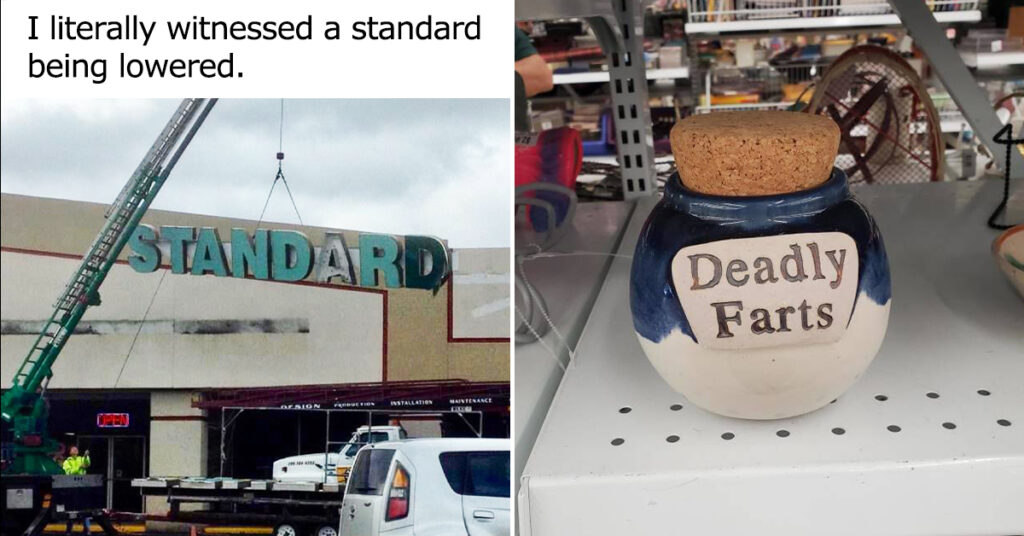 I literally witnessed a standard
being lowered.
STANDARD
OPEN
DESIGN PRODUCTION INSTALLATION MAINTENANCE
Deadly
Farts